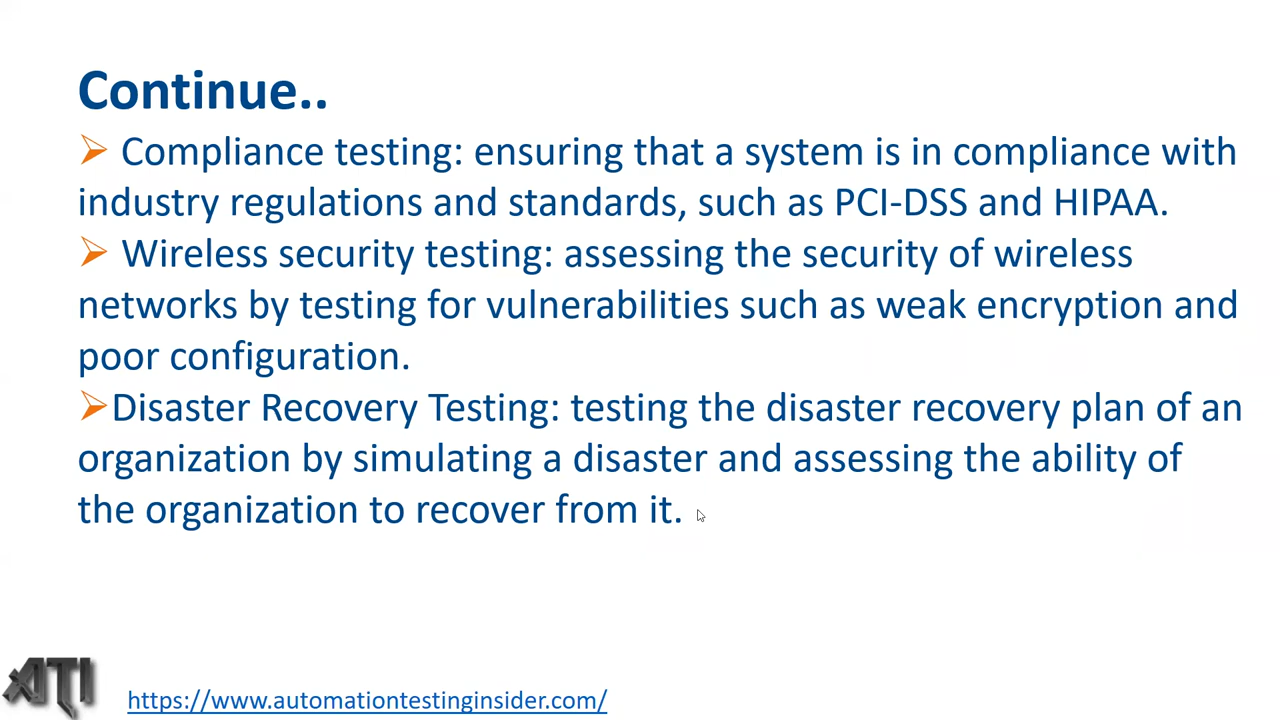 Continue..
➢ Compliance testing: ensuring that a system is in compliance with
industry regulations and standards, such as PCI-DSS and HIPAA.
➢ Wireless security testing: assessing the security of wireless
networks by testing for vulnerabilities such as weak encryption and
poor configuration.
➢Disaster Recovery Testing: testing the disaster recovery plan of an
organization by simulating a disaster and assessing the ability of
the organization to recover from it.
ATI
https://www.automationtestinginsider.com/